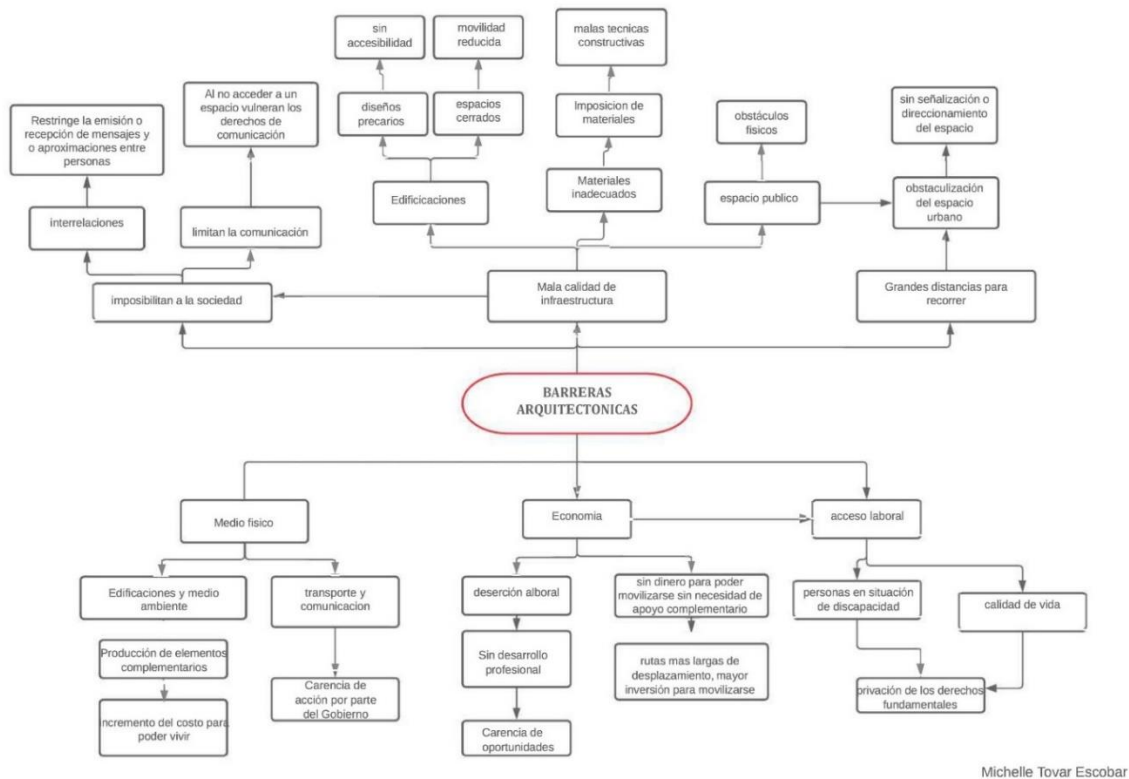 sin
accesibilidad
movilidad
reducida
malas tecnicas
constructivas
Al no acceder a un
espacio vulneran los
derechos de
comunicación
Restringe la emisión o
recepción de mensajes y
o aproximaciones entre
personas
diseños
precarios
espacios
cerrados
Imposicion de
materiales
obstáculos
fisicos
sin señalización o
direccionamiento
del espacio
interrelaciones
limitan la comunicación
Edificicaciones
Materiales
inadecuados
espacio publico
obstaculización
del espacio
urbano
imposibilitan a la sociedad
Mala calidad de
infraestructura
Grandes distancias para
recorrer
BARRERAS
ARQUITECTONICAS
Medio fisico
Economia
acceso laboral
Edificaciones y medio
ambiente
transporte y
comunicacion
deserción alboral
sin dinero para poder
movilizarse sin necesidad de
apoyo complementario
personas en situación
de discapacidad
calidad de vida
Producción de elementos
complementarios
Carencia de
acción por parte
del Gobierno
Sin desarrollo
profesional
rutas mas largas de
desplazamiento, mayor
inversión para movilizarse
privación de los derechos
fundamentales
incremento del costo para
poder vivir
Carencia de
oportunidades
Michelle Tovar Escobar